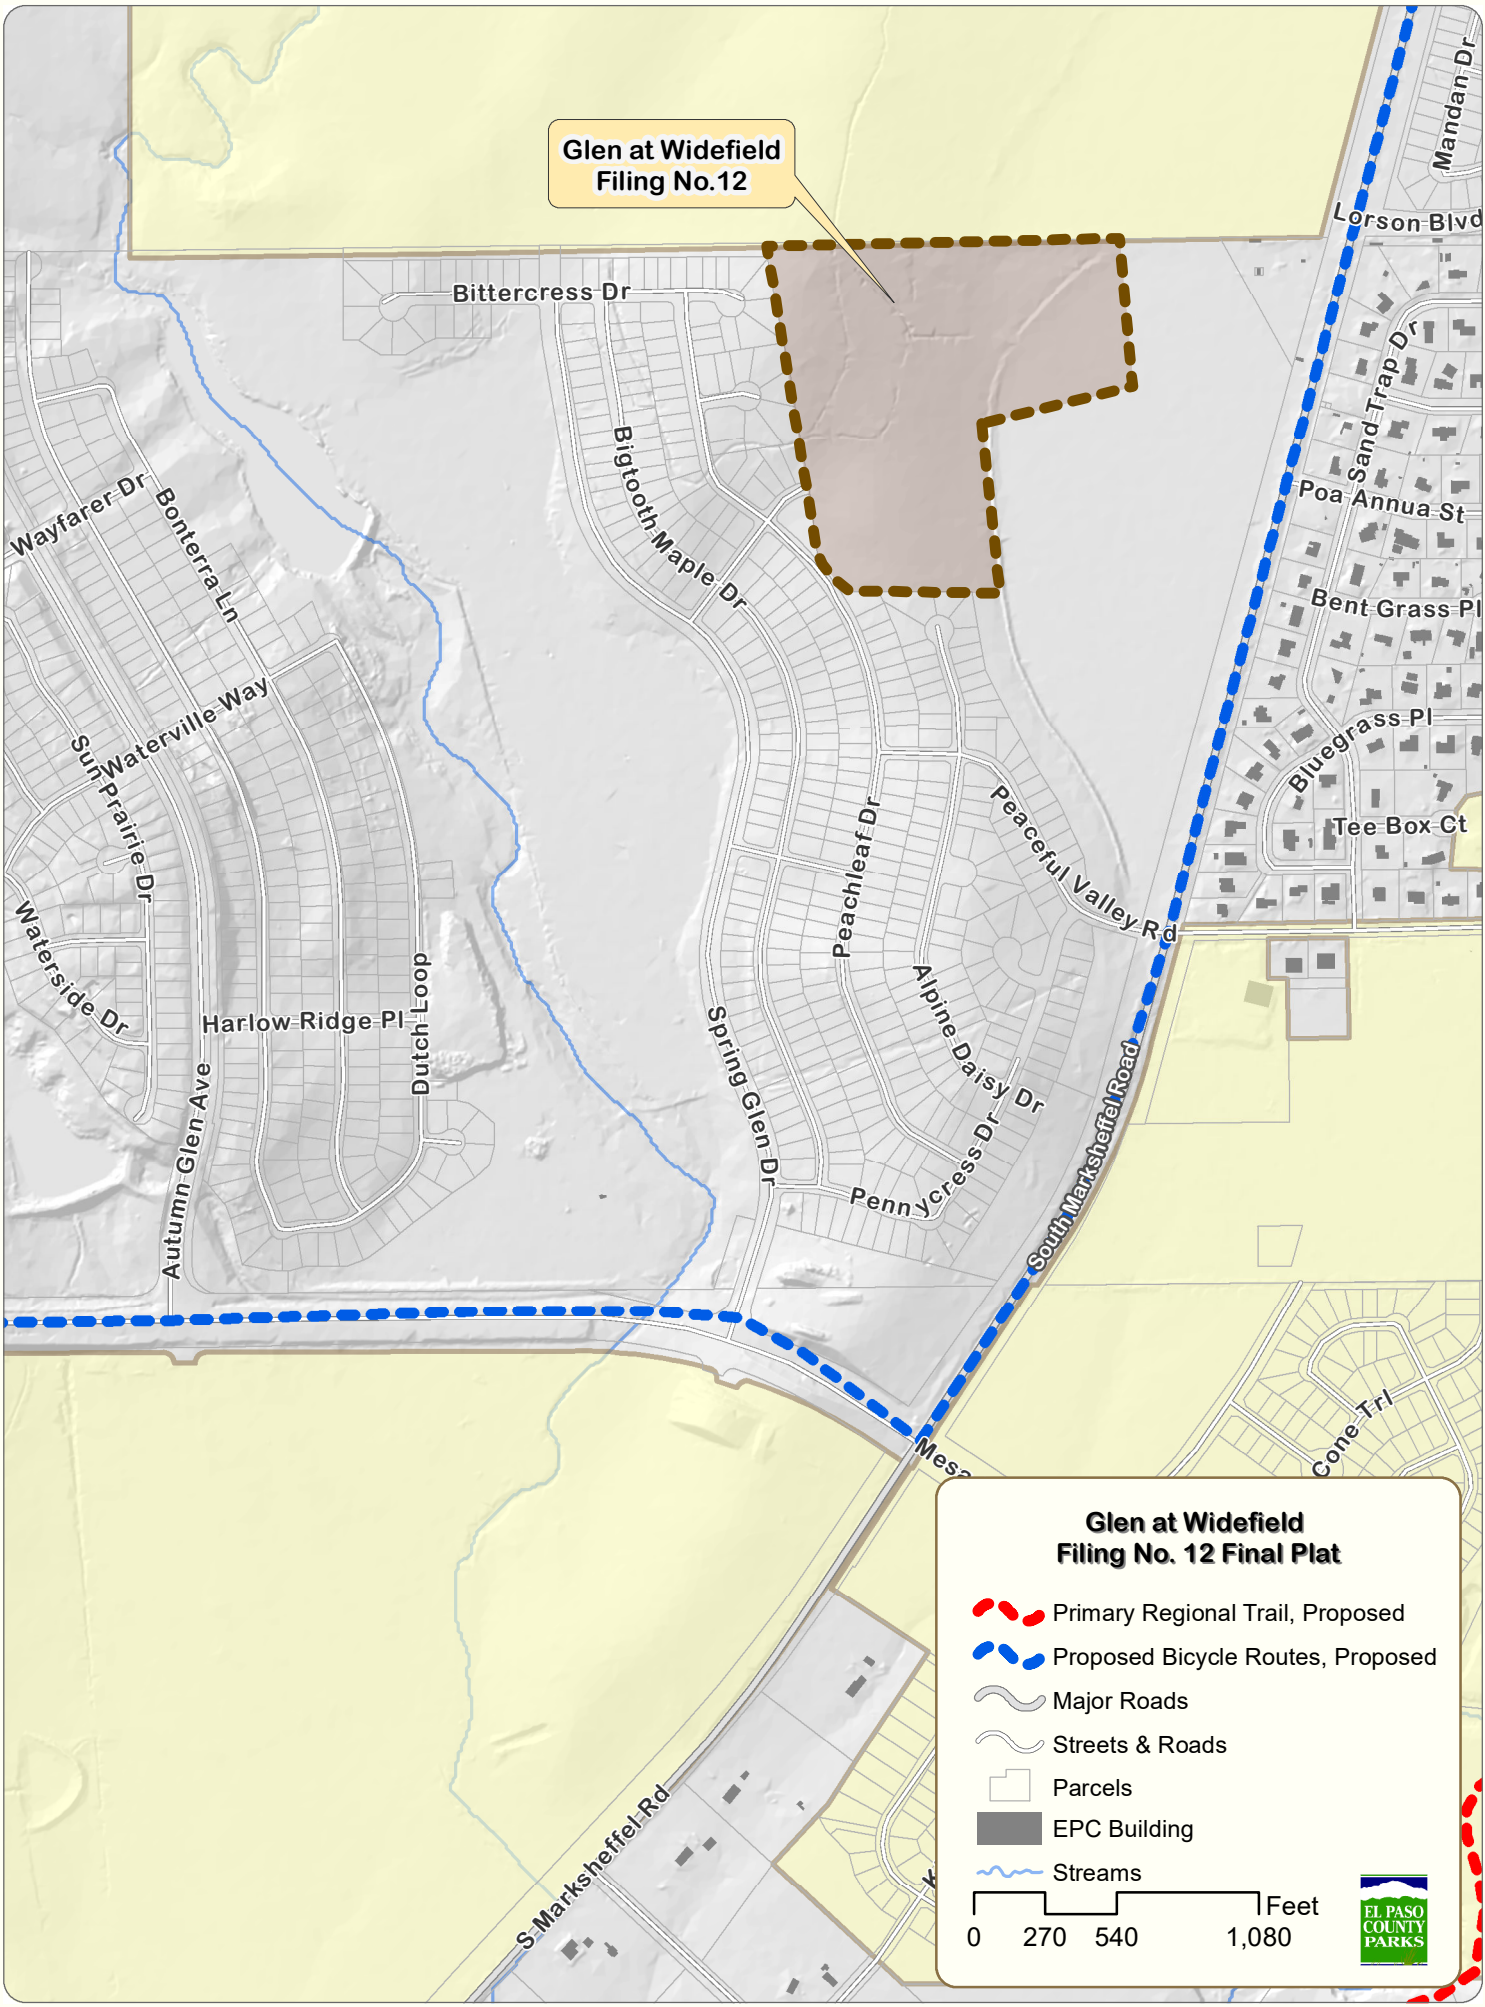 Mandan Dr
Glen at Widefield
Filing No.12
Lorson Blvd
Bittercress Dr
Sand Trap Dr
Bigtooth Maple Dr
Wayfarer Dr
Bonterra Ln
Poa Annua St
Bent Grass Pl
Waterville Way
Sun Prairie Dr
Bluegrass Pl
Tee Box Ct
Peaceful Valley Rd
Peachleaf Dr
Waterside Dr
Alpine Daisy Dr
Harlow Ridge Pl
Dutch Loop
Spring Glen Dr
Autumn Glen Ave
South Marksheffel Road
Pennycress Dr
Cone Trl
Mesa
S Marksheffel Rd
Glen at Widefield
Filing No. 12 Final Plat
Primary Regional Trail, Proposed
Proposed Bicycle Routes, Proposed
Major Roads
Streets & Roads
Parcels
EPC Building
Streams
Feet
0 270 540 1,080
EL PASO
COUNTY
PARKS